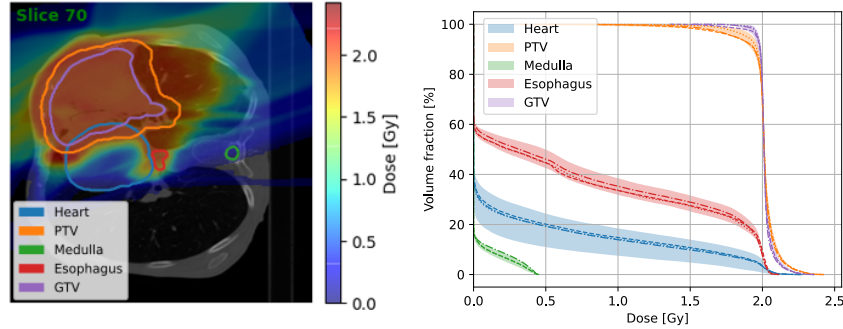 Slice 70
Heart
PTV
Medulla
Esophagus
GTV
2.0
1.5
1.0
0.5
0.0
Dose [Gy]
100
80
60
40
20
0
Volume fraction [%]
Heart
PTV
Medulla
Esophagus
GTV
0.0
0.5
1.0
1.5
2.0
2.5
Dose [Gy]